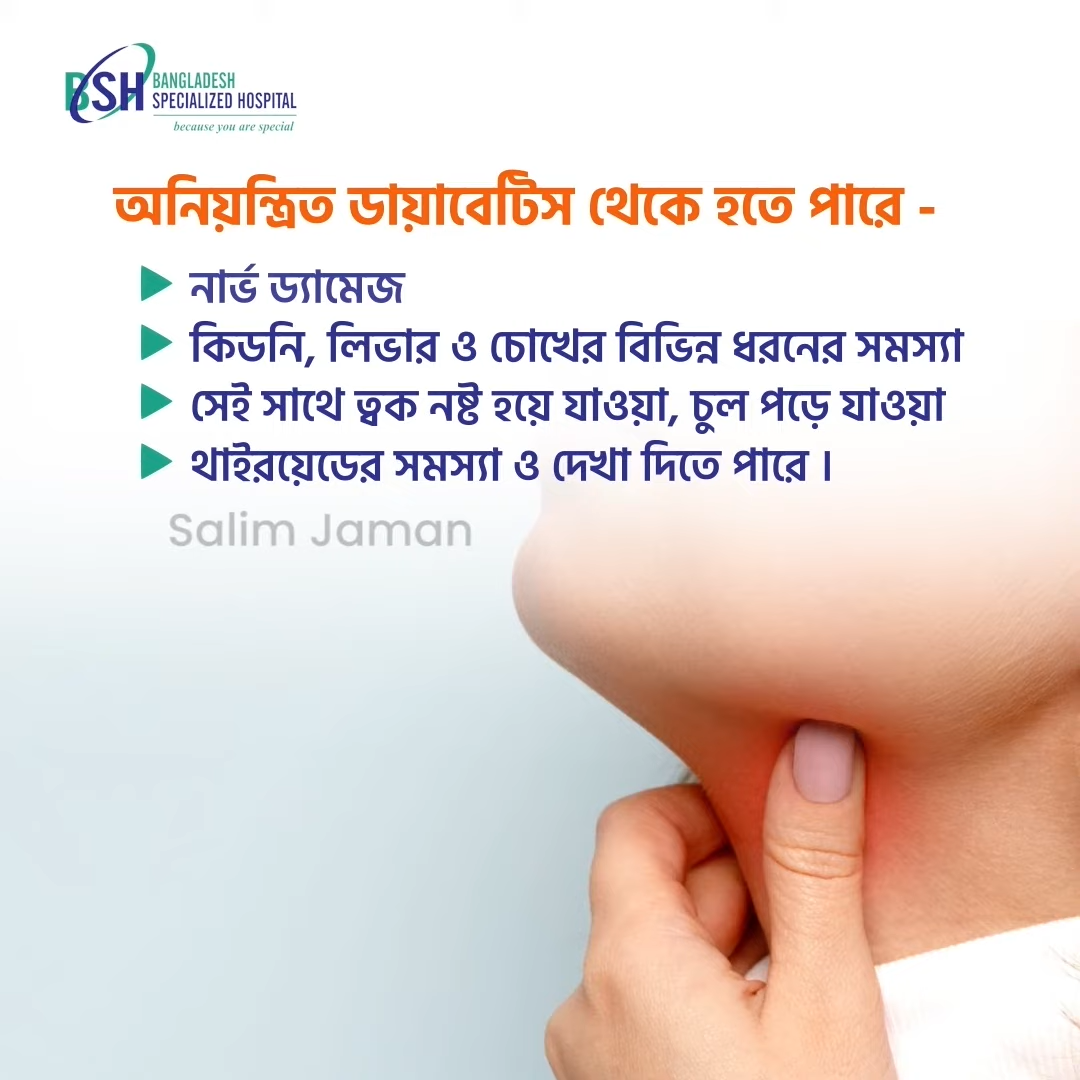 BSH BANGLADESH
SPECIALIZED HOSPITAL
because you are special
অনিয়ন্ত্রিত ডায়াবেটিস থেকে হতে পারে -
নার্ভ ড্যামেজ
কিডনি, লিভার ও চোখের বিভিন্ন ধরনের সমস্যা
সেই সাথে ত্বক নষ্ট হয়ে যাওয়া, চুল পড়ে যাওয়া
থাইরয়েডের সমস্যা ও দেখা দিতে পারে ।
Salim Jaman